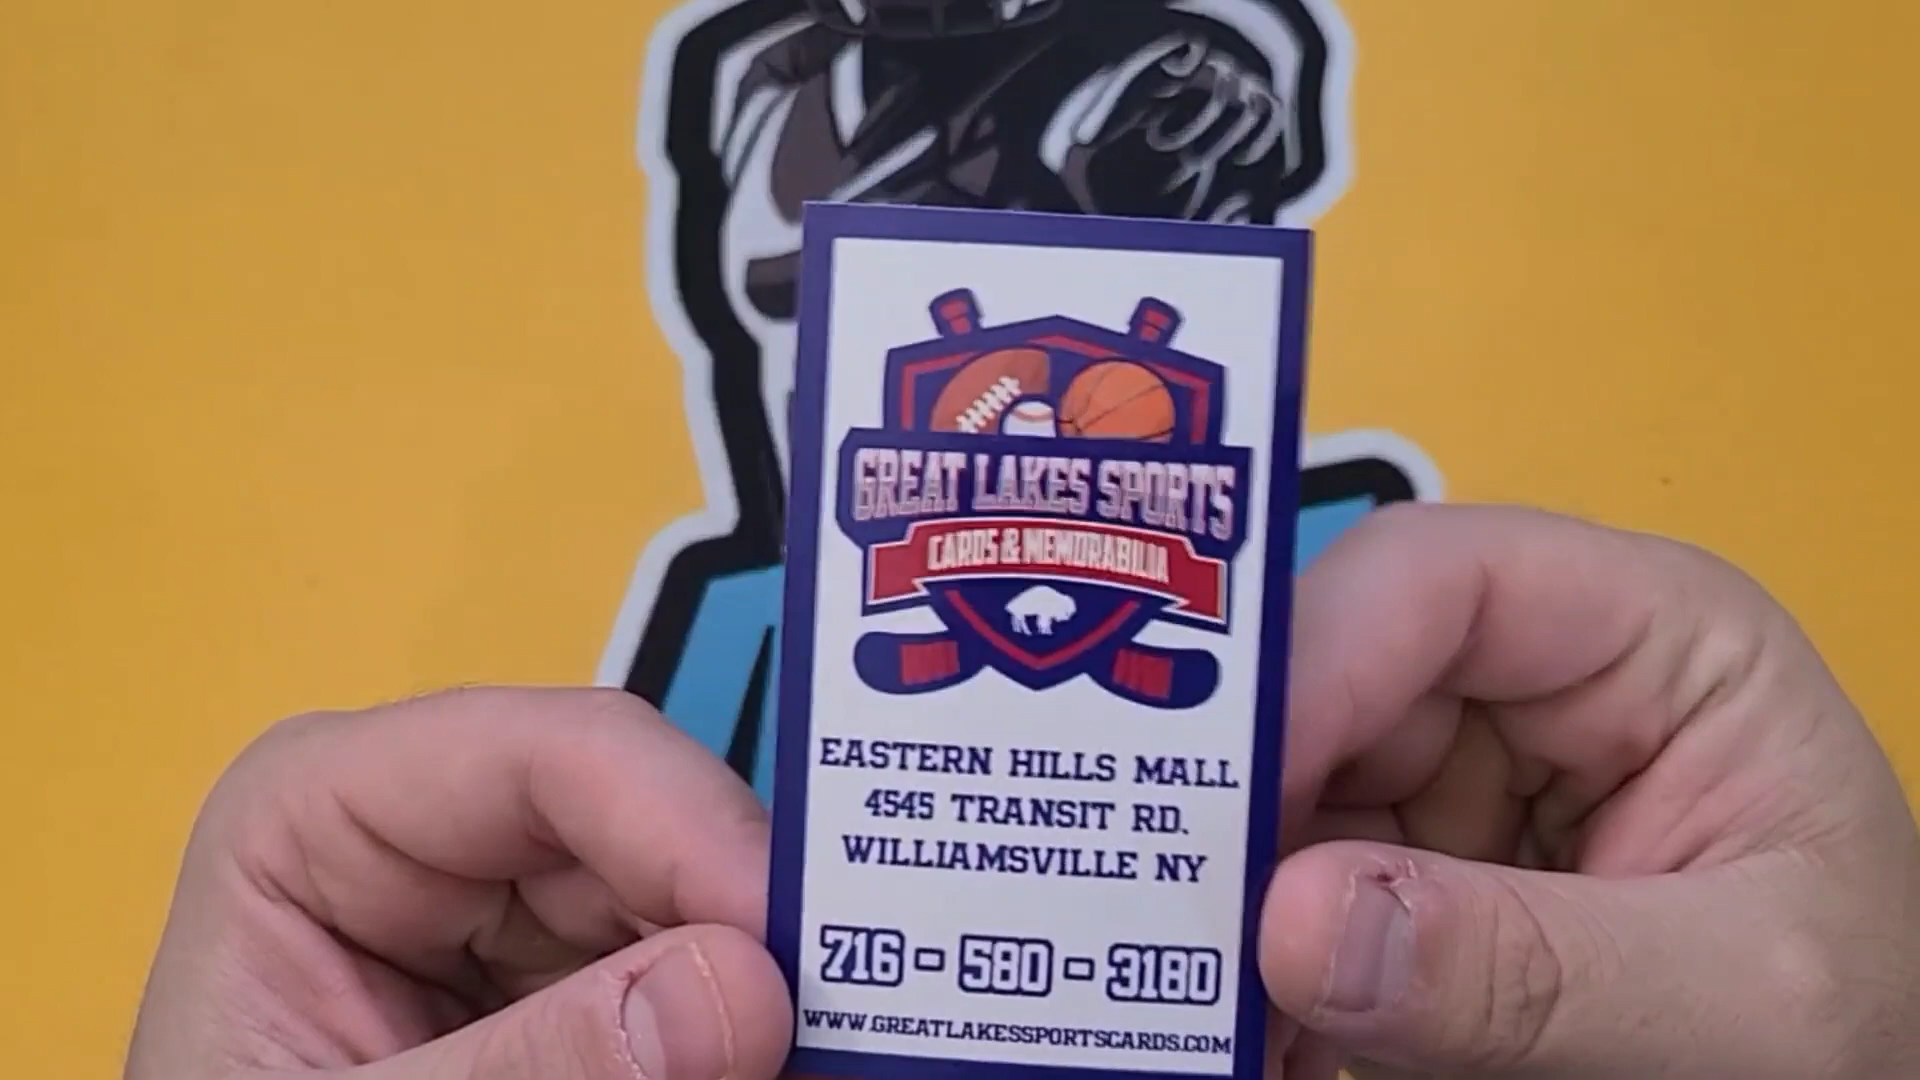 GREAT LAKES SPORTS
CARDS & MEMORABILIA
EASTERN HILLS MALL
4545 TRANSIT RD.
WILLIAMSVILLE NY
716 - 580 - 3180
WWW.GREATLAKESSPORTSCARDS.COM